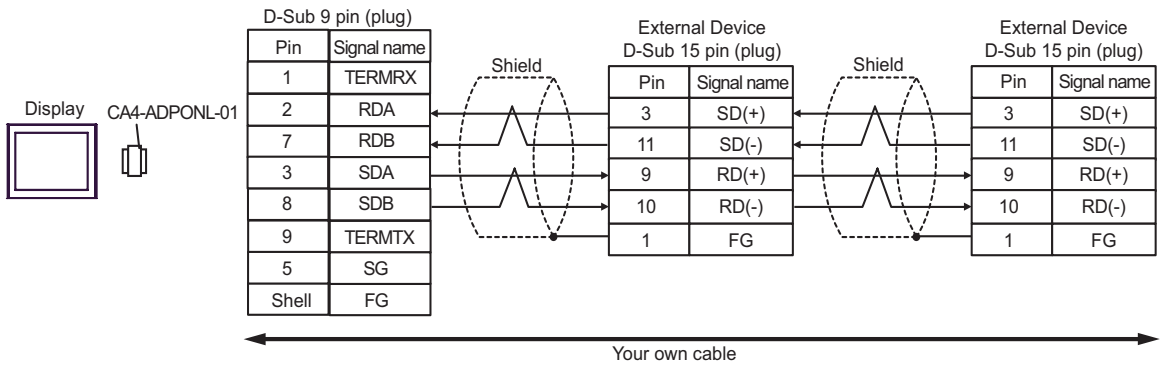 D-Sub 9 pin (plug)
Pin Signal name
1 TERMRX
2 RDA
7 RDB
3 SDA
8 SDB
9 TERMTX
5 SG
Shell FG
Display
CA4-ADPONL-01
Shield
External Device
D-Sub 15 pin (plug)
Pin Signal name
3 SD(+)
11 SD(-)
9 RD(+)
10 RD(-)
1 FG
Shield
External Device
D-Sub 15 pin (plug)
Pin Signal name
3 SD(+)
11 SD(-)
9 RD(+)
10 RD(-)
1 FG
Your own cable